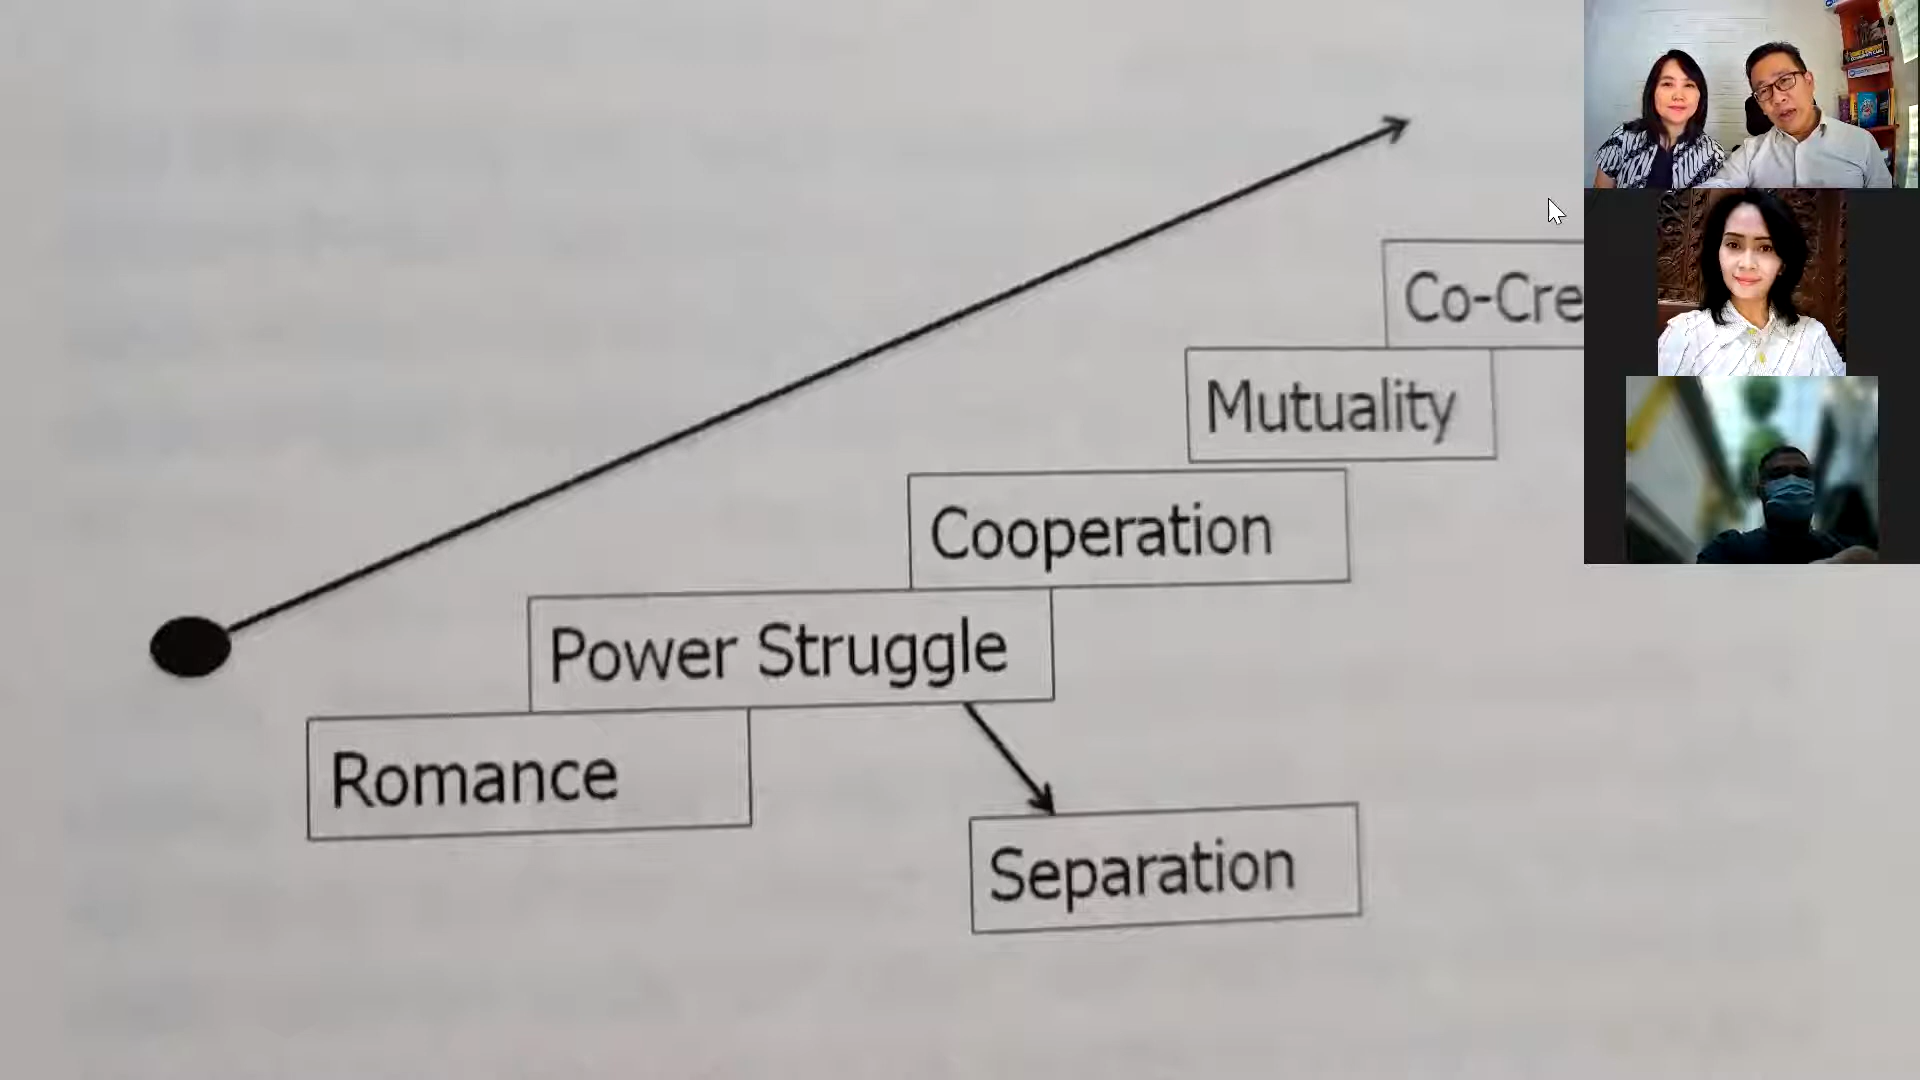 Co-Cre
Mutuality
Cooperation
Power Struggle
Romance
Separation